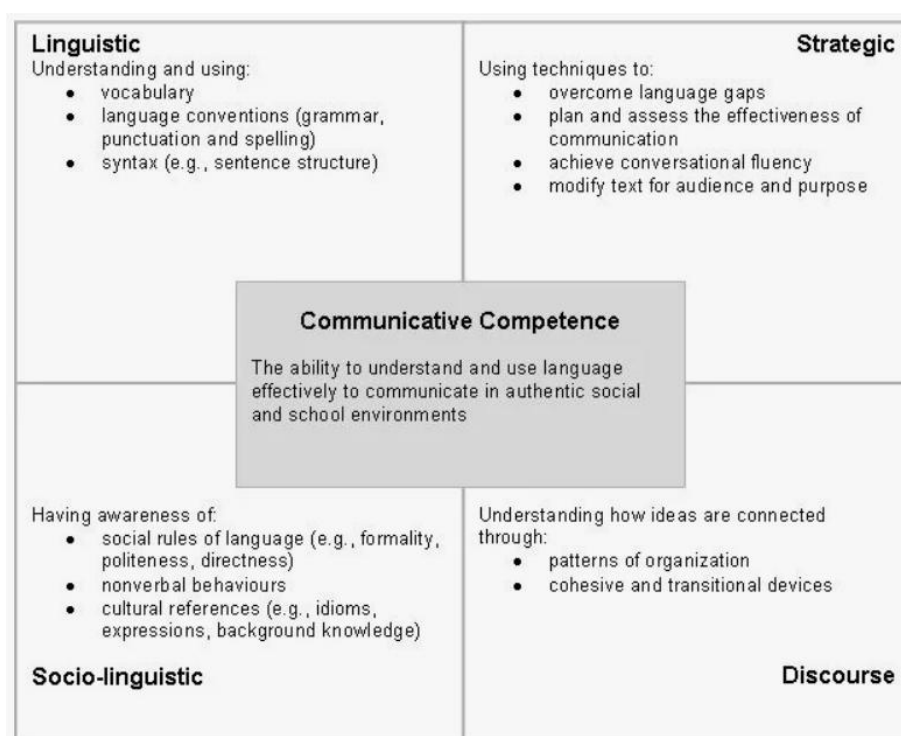 Linguistic
Understanding and using:
• vocabulary
• language conventions (grammar,
punctuation and spelling)
• syntax (e.g., sentence structure)
Strategic
Using techniques to:
• overcome language gaps
• plan and assess the effectiveness of
communication
• achieve conversational fluency
• modify text for audience and purpose
Communicative Competence
The ability to understand and use language
effectively to communicate in authentic social
and school environments
Having awareness of:
• social rules of language (e.g., formality,
politeness, directness)
• nonverbal behaviours
• cultural references (e.g., idioms,
expressions, background knowledge)
Socio-linguistic
Understanding how ideas are connected
through:
• patterns of organization
• cohesive and transitional devices
Discourse